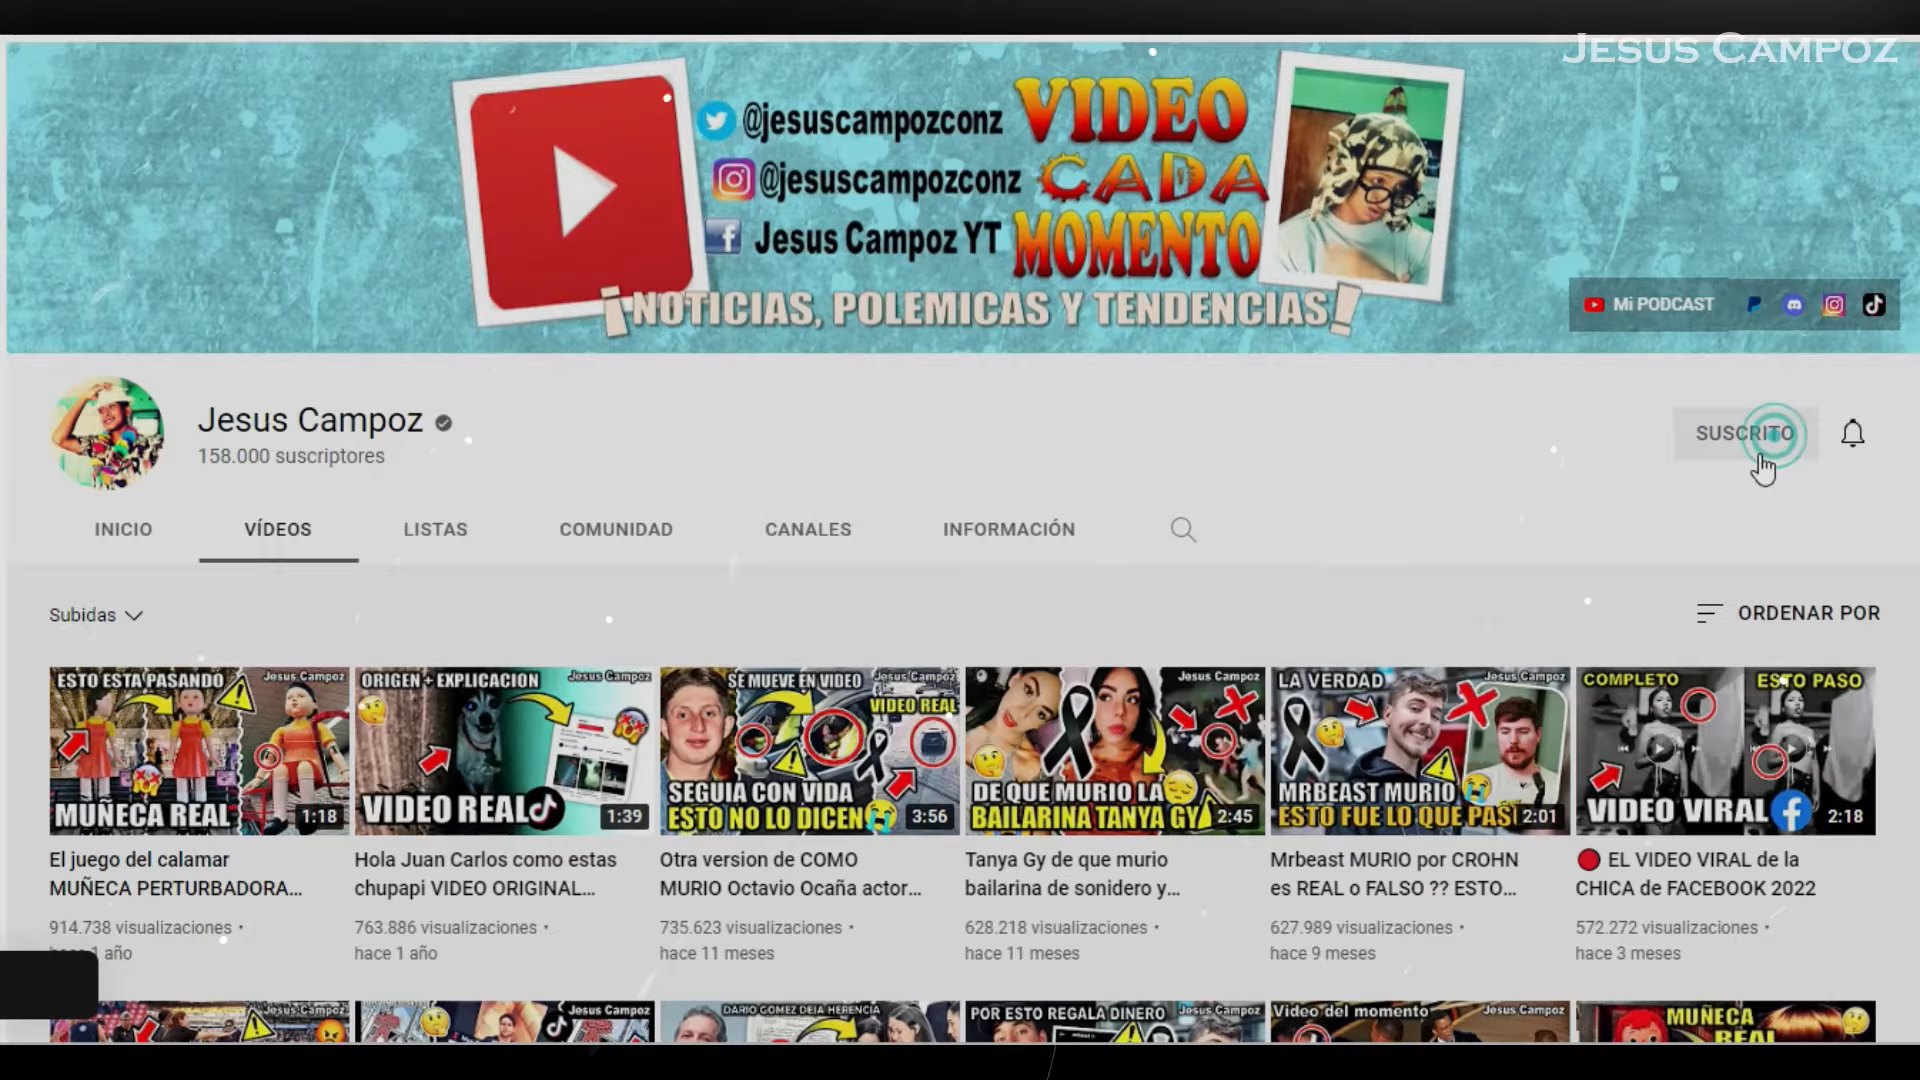 JESUS CAMPOZ
@jesuscampozconz
@jesuscampozconz
Jesus Campoz YT
VIDEO
CADA
MOMENTO
¡NOTICIAS, POLEMICAS Y TENDENCIAS!
Mi PODCAST
Jesus Campoz
158.000 suscriptores
SUSCRITO
INICIO
VÍDEOS
LISTAS
COMUNIDAD
CANALES
INFORMACIÓN
Subidas
ORDENAR POR
ESTO ESTA PASANDO
Jesus Campoz
MUÑECA REAL
1:18
ORIGEN + EXPLICACION
Jesus Campoz
VIDEO REAL
1:39
SE MUEVE EN VIDEO
Jesus Campoz
VIDEO REAL
SEGUIA CON VIDA
ESTO NO LO DICEN
3:56
Jesus Campoz
DE QUE MURIO LA
BAILARINA TANYA GY
2:45
LA VERDAD
Jesus Campoz
MRBEAST MURIO
ESTO FUE LO QUE PASÓ
2:01
COMPLETO
ESTO PASO
VIDEO VIRAL
2:18
El juego del calamar
MUÑECA PERTURBADORA...
914.738 visualizaciones •
hace 1 año
Hola Juan Carlos como estas
chupapi VIDEO ORIGINAL...
763.886 visualizaciones •
hace 1 año
Otra version de COMO
MURIO Octavio Ocaña actor...
735.623 visualizaciones •
hace 11 meses
Tanya Gy de que murio
bailarina de sonidero y...
628.218 visualizaciones •
hace 11 meses
Mrbeast MURIO por CROHN
es REAL o FALSO ?? ESTO...
627.989 visualizaciones •
hace 9 meses
EL VIDEO VIRAL de la
CHICA de FACEBOOK 2022
572.272 visualizaciones •
hace 3 meses
Jesus Campoz
Jesus Campoz
DARIO GOMEZ DEJA HERENCIA
POR ESTO REGALA DINERO
Jesus Campoz
Video del momento
Jesus Campoz
MUÑECA
REAL